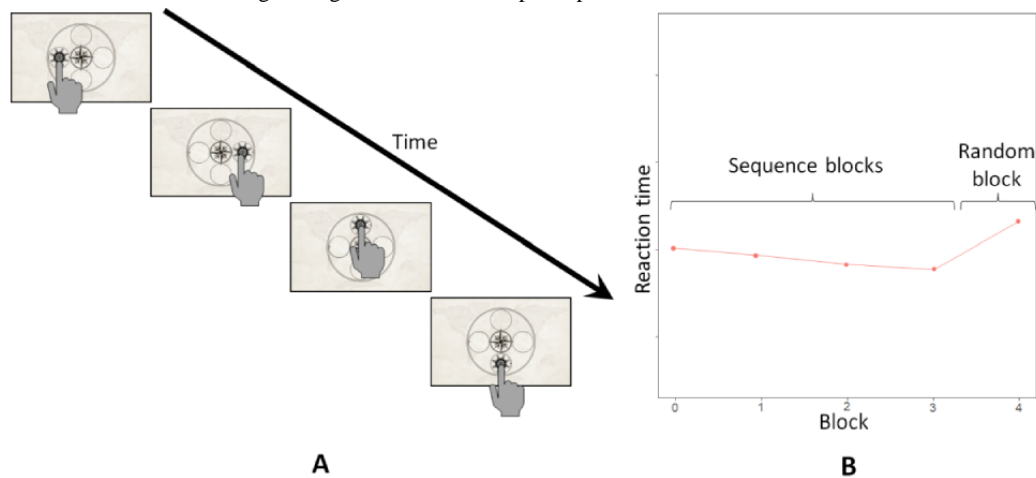 Time
Reaction time
Sequence blocks
Random
block
0 1 2 3 4
Block
A
B